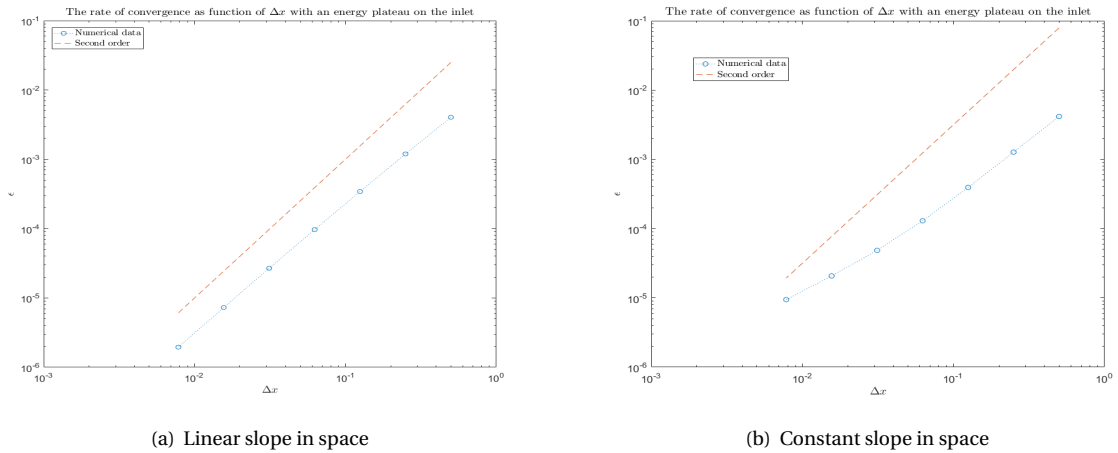 The rate of convergence as function of Δx with an energy plateau on the inlet
Numerical data
Second order
10^-1
10^-2
10^-3
10^-4
10^-5
10^-6
ϵ
10^-3
10^-2
10^-1
10^0
Δx
(a) Linear slope in space
The rate of convergence as function of Δx with an energy plateau on the inlet
Numerical data
Second order
10^-1
10^-2
10^-3
10^-4
10^-5
10^-6
ϵ
10^-3
10^-2
10^-1
10^0
Δx
(b) Constant slope in space